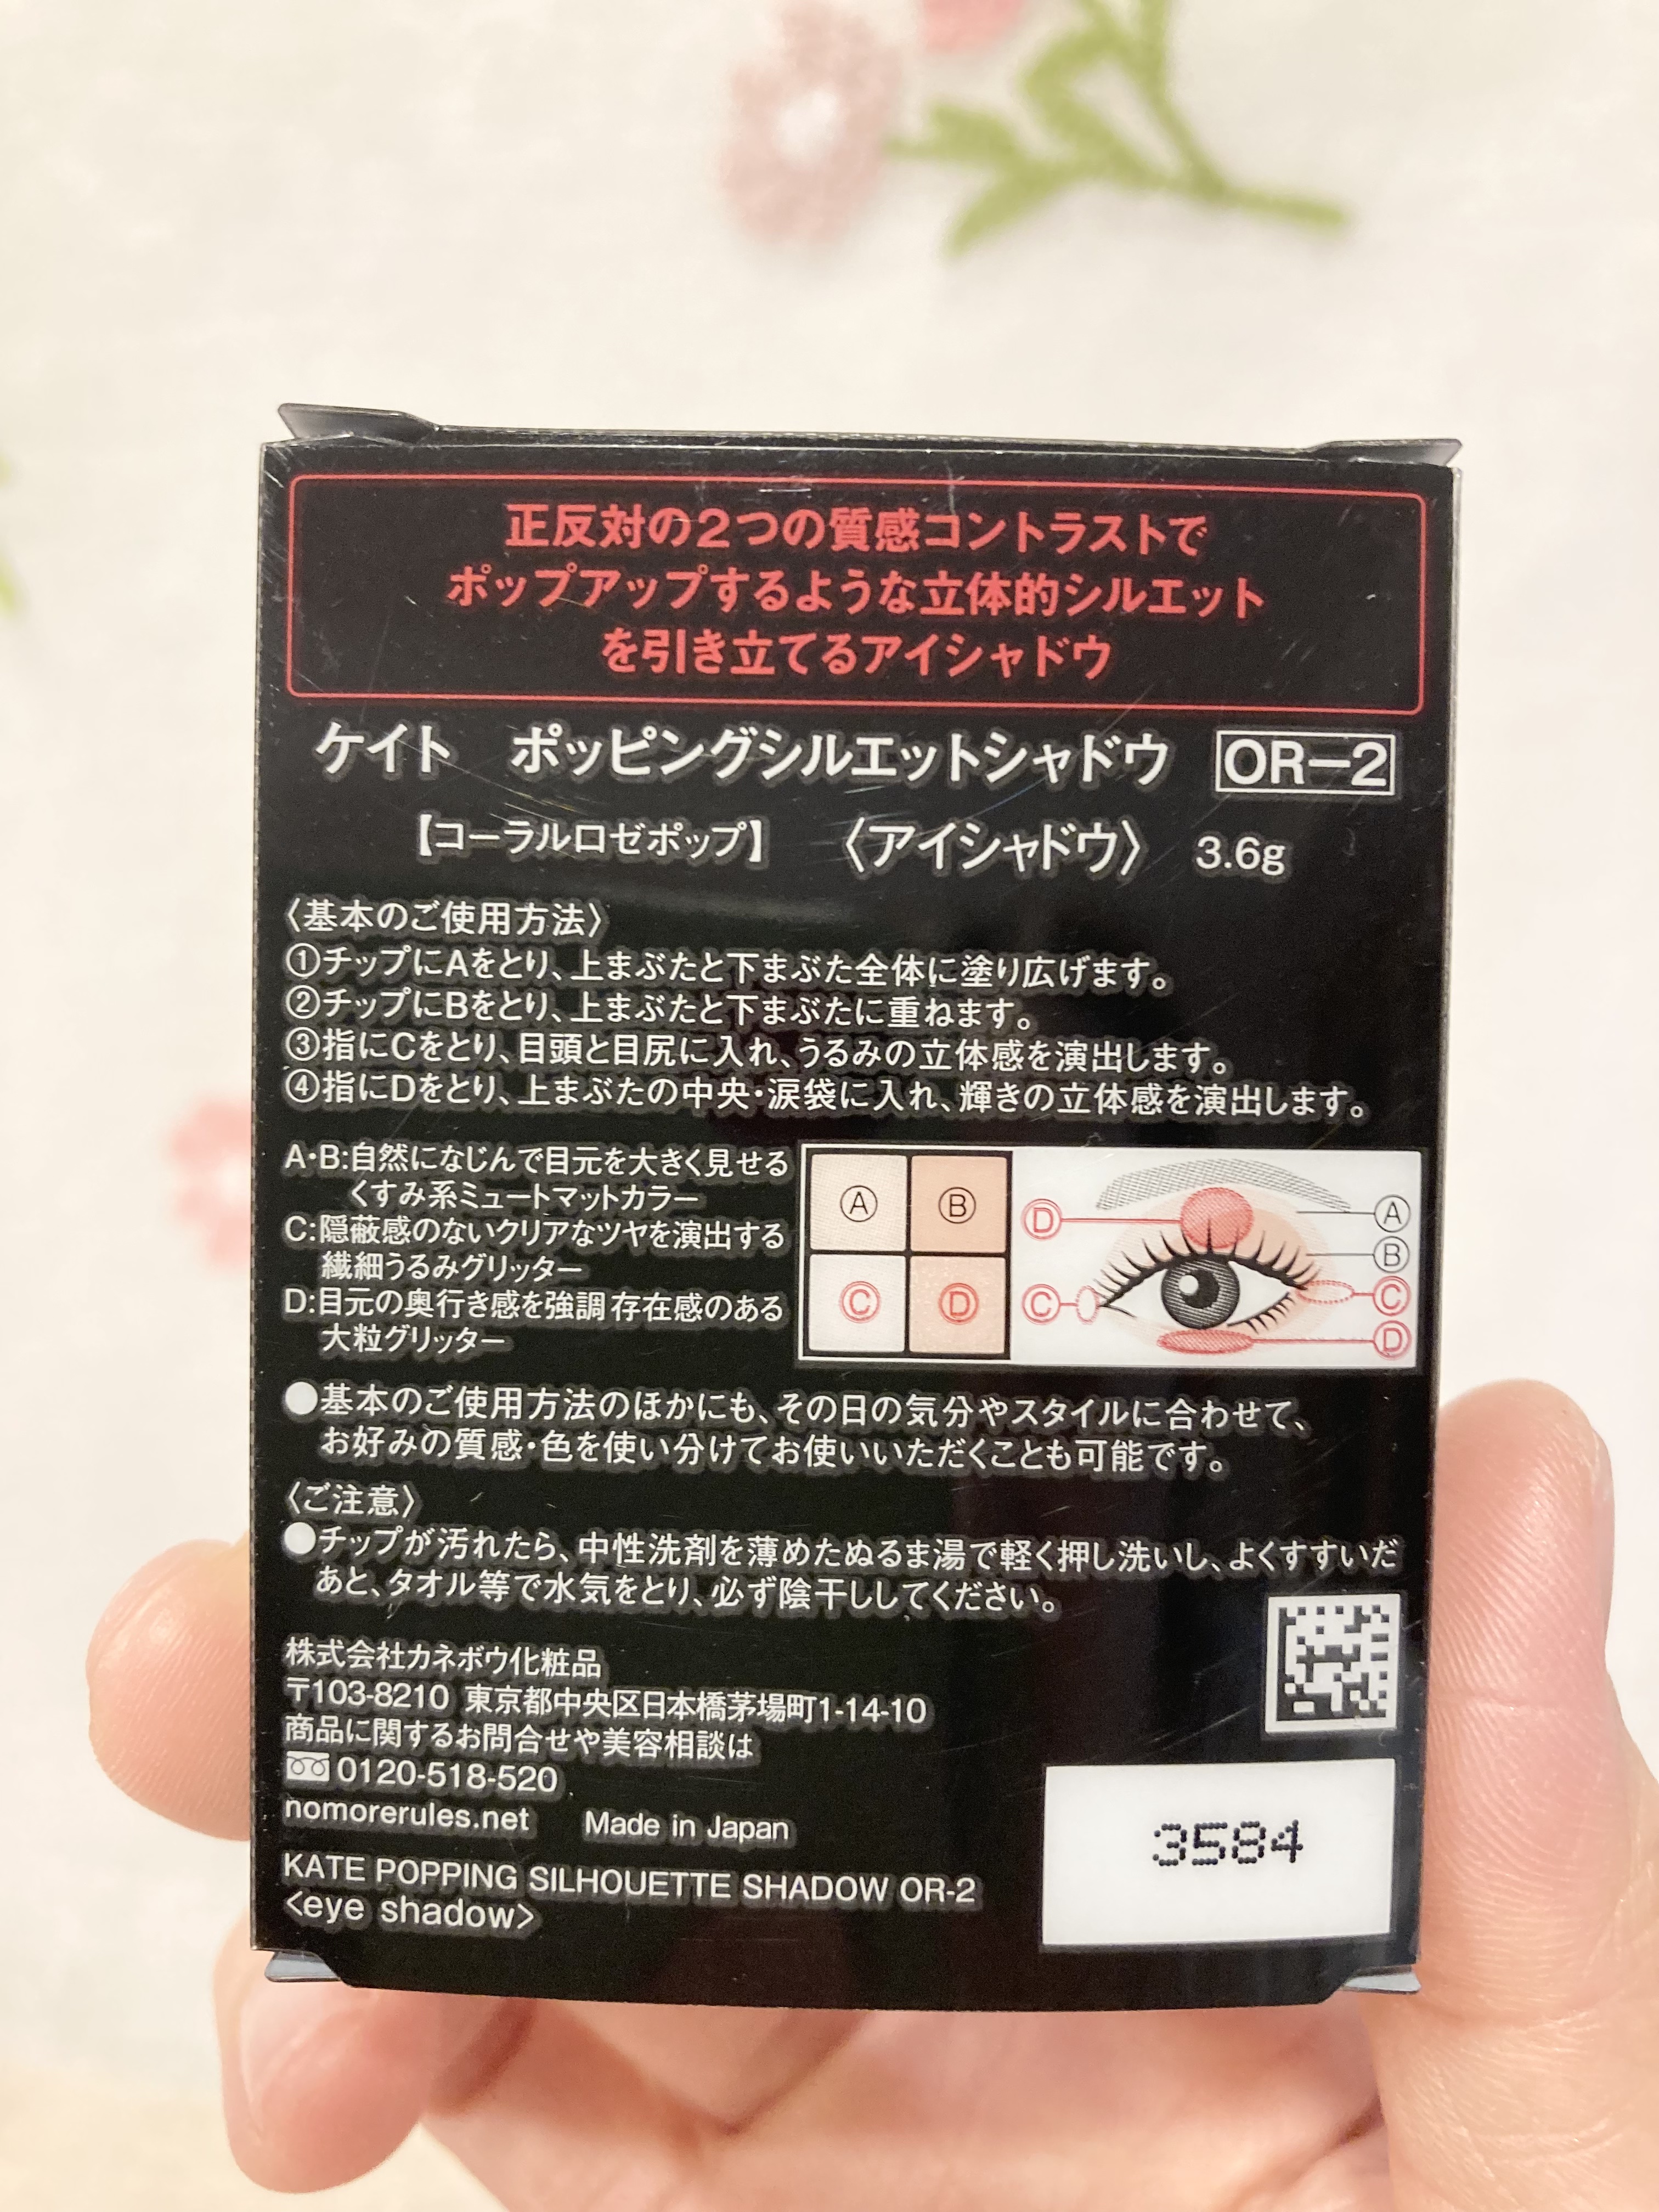 正反対の2つの質感コントラストで
ポップアップするような立体的シルエット
を引き立てるアイシャドウ
ケイト ポッピングシルエットシャドウ OR-2
【コーラルロゼポップ】 〈アイシャドウ〉 3.6g
〈基本のご使用方法〉
①チップにAをとり、上まぶたと下まぶた全体に塗り広げます。
②チップにBをとり、上まぶたと下まぶたに重ねます。
③指にCをとり、目頭と目尻に入れ、うるみの立体感を演出します。
④指にDをとり、上まぶたの中央・涙袋に入れ、輝きの立体感を演出します。
A・B:自然になじんで目元を大きく見せる
くすみ系ミュートマットカラー
C:隠蔽感のないクリアなツヤを演出する
繊細うるみグリッター
D:目元の奥行き感を強調 存在感のある
大粒グリッター
A B
C D
D A
B
C C
D
●基本のご使用方法のほかにも、その日の気分やスタイルに合わせて、
お好みの質感・色を使い分けてお使いいただくことも可能です。
〈ご注意〉
●チップが汚れたら、中性洗剤を薄めたぬるま湯で軽く押し洗いし、よくすすいだ
あと、タオル等で水気をとり、必ず陰干ししてください。
株式会社カネボウ化粧品
〒103-8210 東京都中央区日本橋茅場町1-14-10
商品に関するお問合せや美容相談は
0120-518-520
nomorerules.net Made in Japan
KATE POPPING SILHOUETTE SHADOW OR-2
<eye shadow>
3584